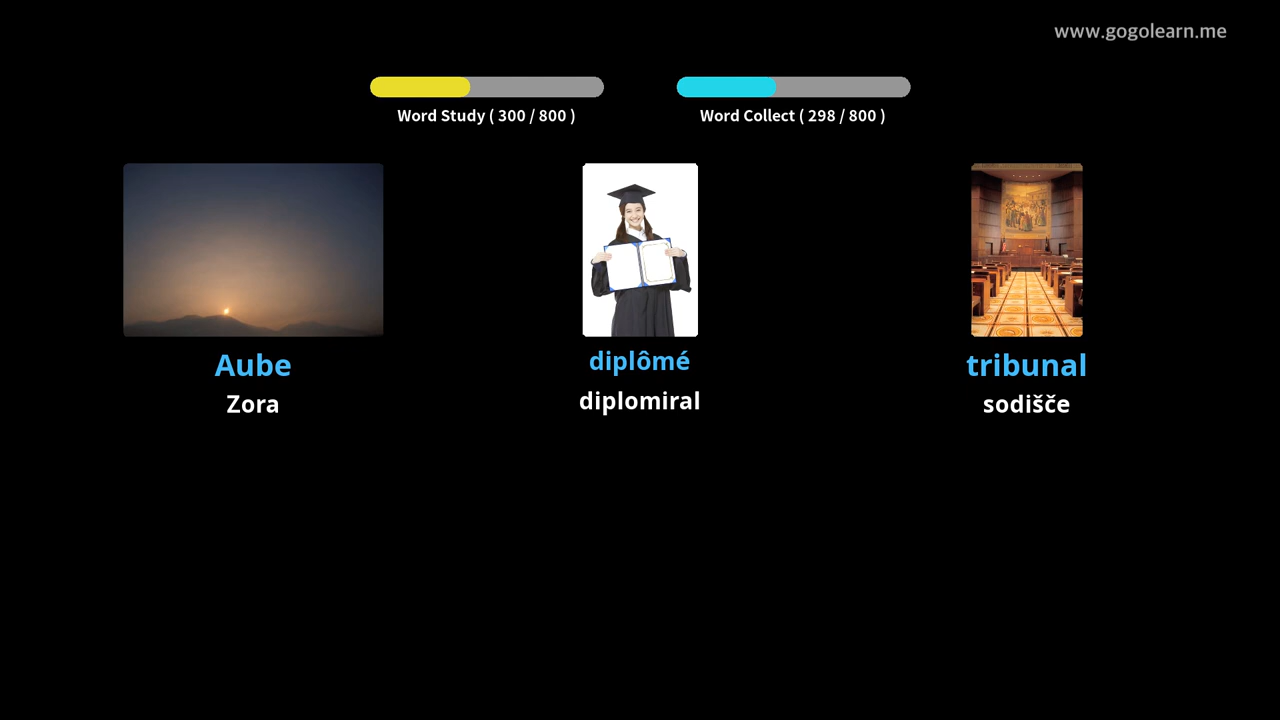 www.gogolearn.me
Word Study ( 300 / 800 )
Word Collect ( 298 / 800 )
Aube
diplômé
tribunal
Zora
diplomiral
sodišče